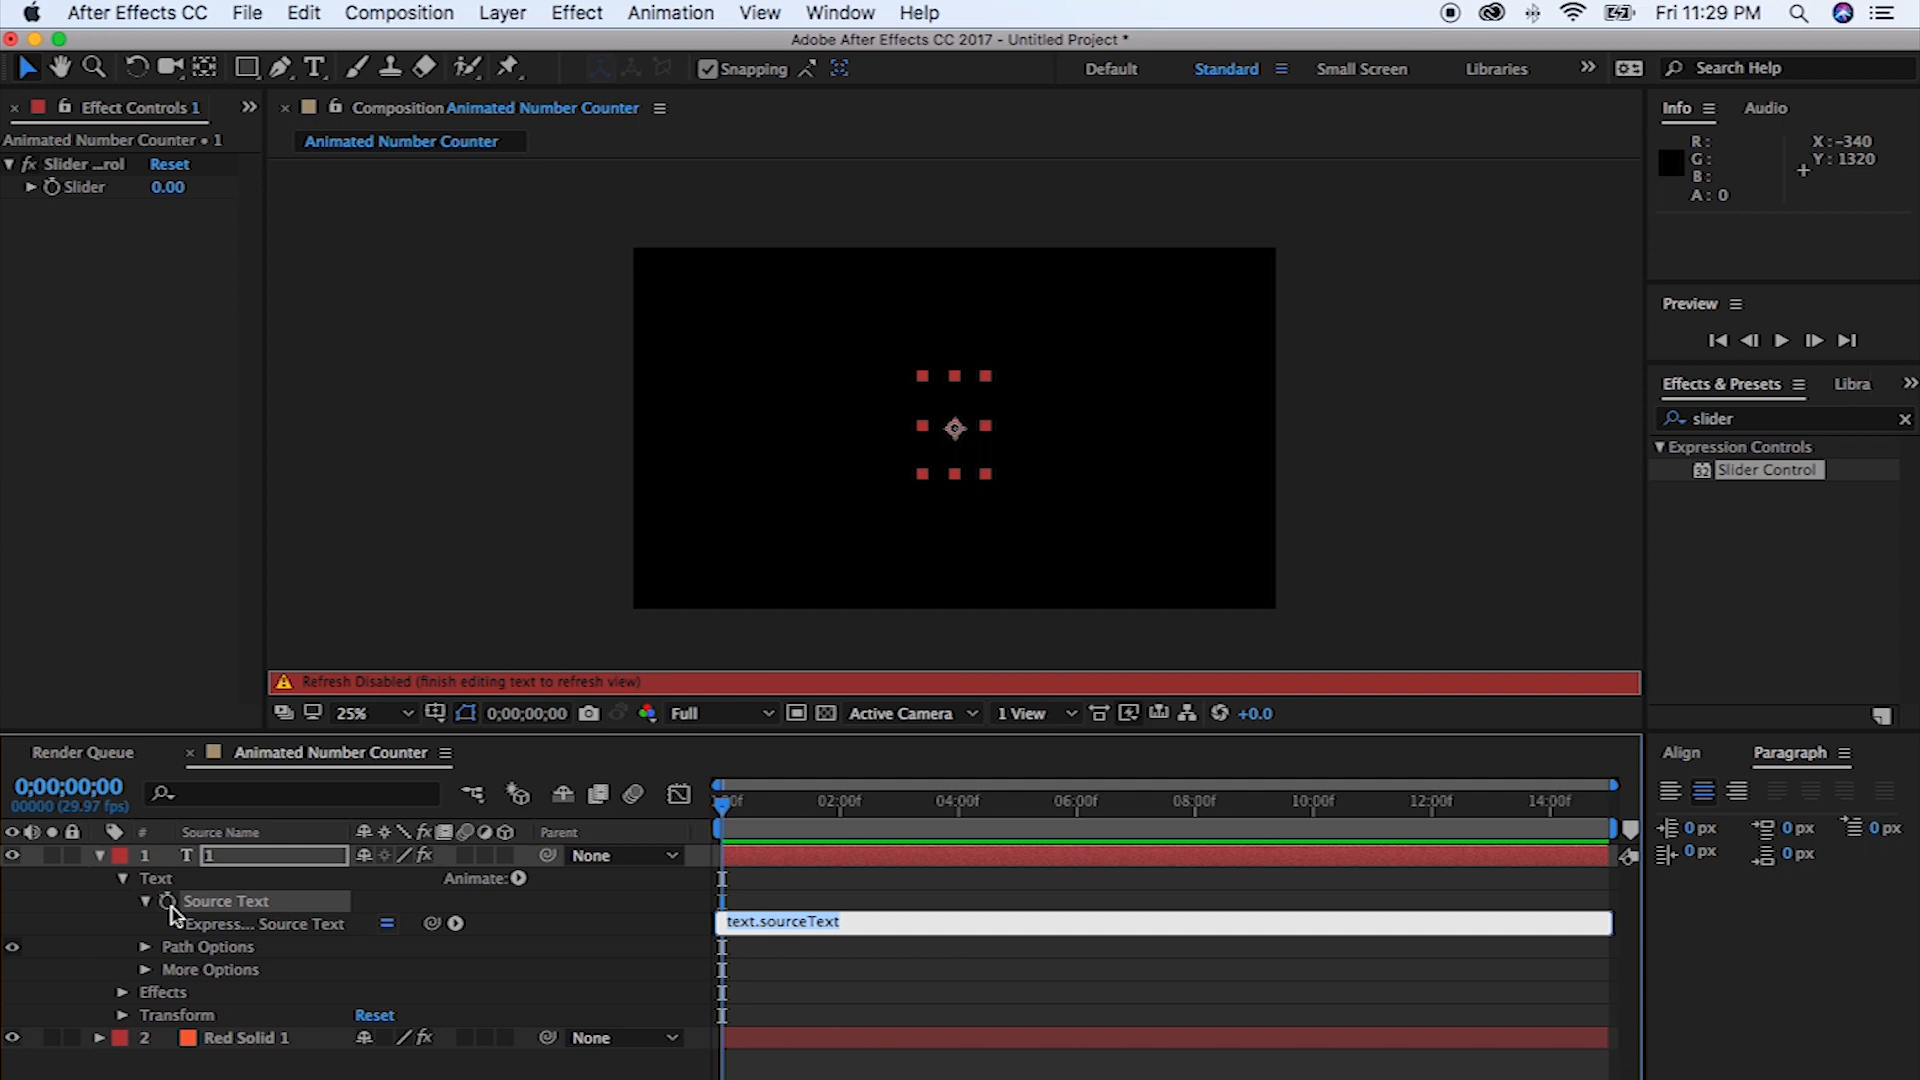 After Effects CC File Edit Composition Layer Effect Animation View Window Help Fri 11:29 PM
Adobe After Effects CC 2017 - Untitled Project *
Snapping Default Standard Small Screen Libraries Search Help
Effect Controls 1
Composition Animated Number Counter
Info Audio
Animated Number Counter • 1
Animated Number Counter
Slider ...rol Reset
Slider 0.00
R:
G:
B:
A: 0
X: -340
Y: 1320
Preview
Effects & Presets Libra
slider
Expression Controls
32 Slider Control
Refresh Disabled (finish editing text to refresh view)
25% 0;00;00;00 Full Active Camera 1 View +0.0
Render Queue Animated Number Counter
Align Paragraph
0;00;00;00
00000 (29.97 fps)
:00f 02:00f 04:00f 06:00f 08:00f 10:00f 12:00f 14:00f
# Source Name fx Parent
1 T 1 fx None
Text Animate:
Source Text
Express... Source Text text.sourceText
Path Options
More Options
Effects
Transform Reset
2 Red Solid 1 fx None
0 px 0 px 0 px
0 px 0 px